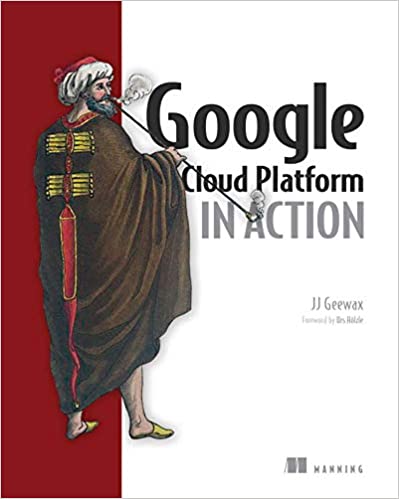 Google
Cloud Platform
IN ACTION
JJ Geewax
Foreword by Urs Hölzle
MANNING